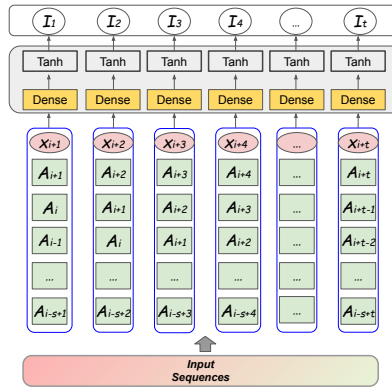 I1 I2 I3 I4 ... It
Tanh Tanh Tanh Tanh Tanh Tanh
Dense Dense Dense Dense Dense Dense
xi+1 xi+2 xi+3 xi+4 ... xi+t
Ai+1 Ai+2 Ai+3 Ai+4 ... Ai+t
Ai Ai+1 Ai+2 Ai+3 ... Ai+t-1
Ai-1 Ai Ai+1 Ai+2 ... Ai+t-2
... ... ... ... ... ...
Ai-s+1 Ai-s+2 Ai-s+3 Ai-s+4 ... Ai-s+t
Input
Sequences